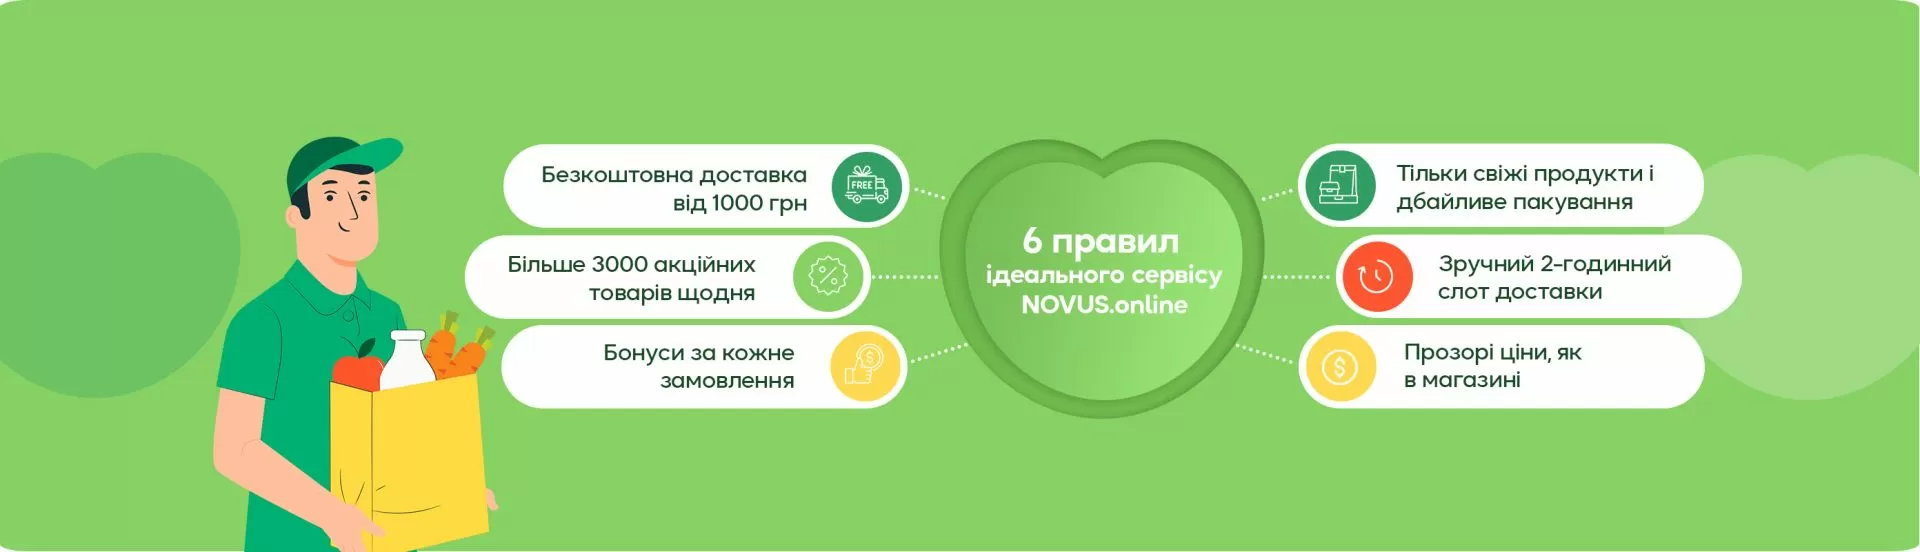 Безкоштовна доставка
від 1000 грн
FREE
Більше 3000 акційних
товарів щодня
Бонуси за кожне
замовлення
6 правил
ідеального сервісу
NOVUS.online
Тільки свіжі продукти і
дбайливе пакування
Зручний 2-годинний
слот доставки
Прозорі ціни, як
в магазині